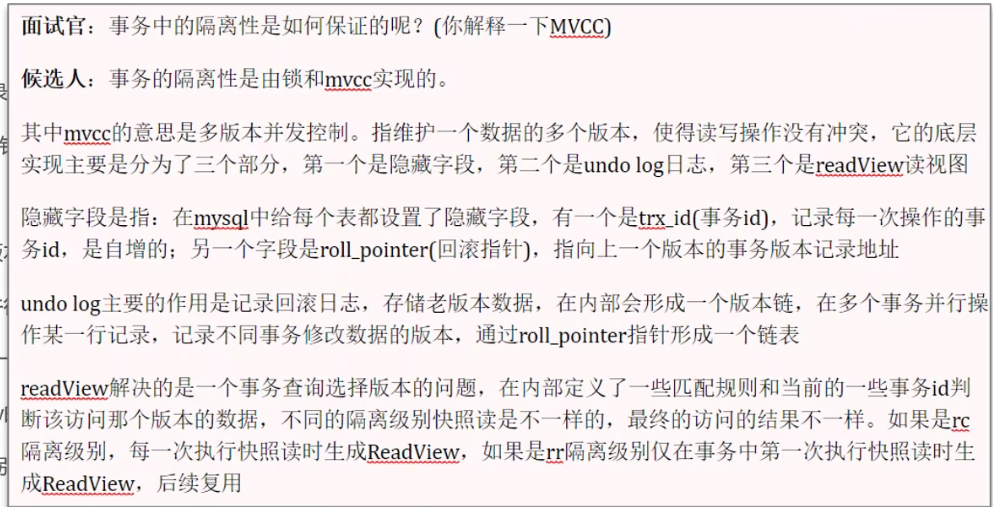 面试官：事务中的隔离性是如何保证的呢？(你解释一下MVCC)
候选人：事务的隔离性是由锁和mvcc实现的。
其中mvcc的意思是多版本并发控制。指维护一个数据的多个版本，使得读写操作没有冲突，它的底层
实现主要是分为了三个部分，第一个是隐藏字段，第二个是undo log日志，第三个是readView读视图
隐藏字段是指：在mysql中给每个表都设置了隐藏字段，有一个是trx_id(事务id)，记录每一次操作的事
务id，是自增的；另一个字段是roll_pointer(回滚指针)，指向上一个版本的事务版本记录地址
undo log主要的作用是记录回滚日志，存储老版本数据，在内部会形成一个版本链，在多个事务并行操
作某一行记录，记录不同事务修改数据的版本，通过roll_pointer指针形成一个链表
readView解决的是一个事务查询选择版本的问题，在内部定义了一些匹配规则和当前的一些事务id判
断该访问那个版本的数据，不同的隔离级别快照读是不一样的，最终的访问的结果不一样。如果是rc
隔离级别，每一次执行快照读时生成ReadView，如果是rr隔离级别仅在事务中第一次执行快照读时生
成ReadView，后续复用